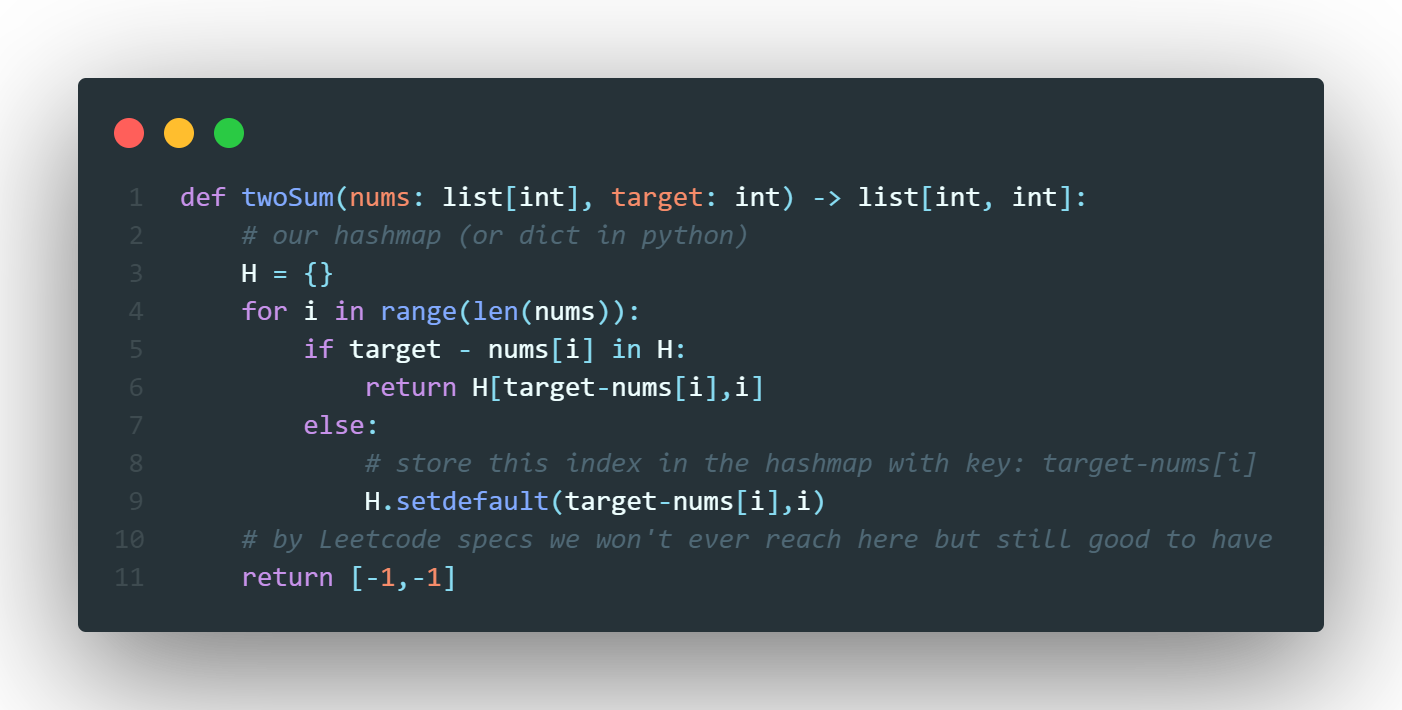 1 def twoSum(nums: list[int], target: int) -> list[int, int]:
2     # our hashmap (or dict in python)
3     H = {}
4     for i in range(len(nums)):
5         if target - nums[i] in H:
6             return H[target-nums[i],i]
7         else:
8             # store this index in the hashmap with key: target-nums[i]
9             H.setdefault(target-nums[i],i)
10     # by Leetcode specs we won't ever reach here but still good to have
11     return [-1,-1]